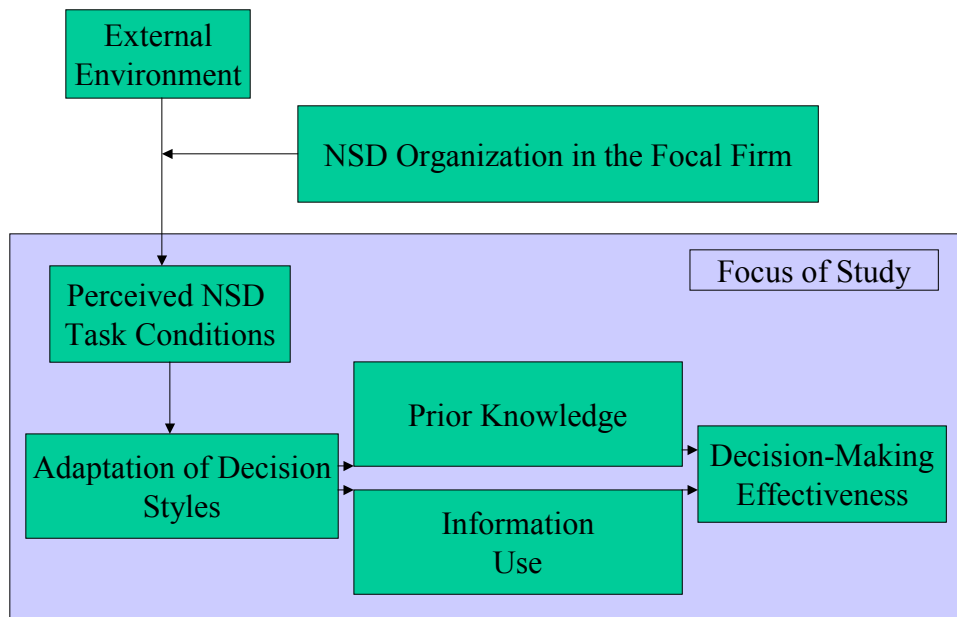 External
Environment
NSD Organization in the Focal Firm
Focus of Study
Perceived NSD
Task Conditions
Prior Knowledge
Adaptation of Decision
Styles
Decision-Making
Effectiveness
Information
Use